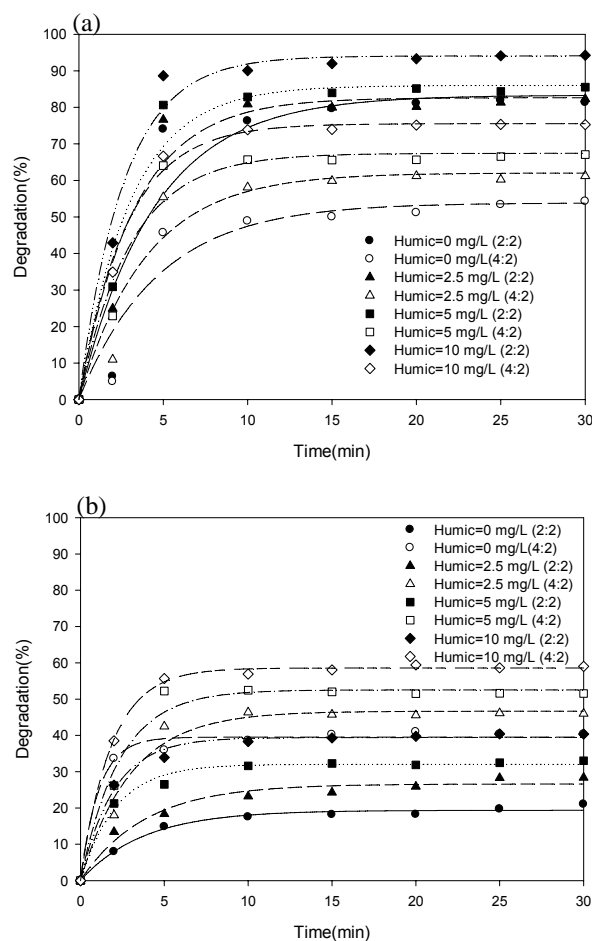 (a)
100
90
80
70
60
50
40
30
20
10
0
Degradation(%)
Humic=0 mg/L (2:2)
Humic=0 mg/L(4:2)
Humic=2.5 mg/L (2:2)
Humic=2.5 mg/L (4:2)
Humic=5 mg/L (2:2)
Humic=5 mg/L (4:2)
Humic=10 mg/L (2:2)
Humic=10 mg/L (4:2)
0 5 10 15 20 25 30
Time(min)
(b)
100
90
80
70
60
50
40
30
20
10
0
Degradation(%)
Humic=0 mg/L (2:2)
Humic=0 mg/L(4:2)
Humic=2.5 mg/L (2:2)
Humic=2.5 mg/L (4:2)
Humic=5 mg/L (2:2)
Humic=5 mg/L (4:2)
Humic=10 mg/L (2:2)
Humic=10 mg/L (4:2)
0 5 10 15 20 25 30
Time(min)